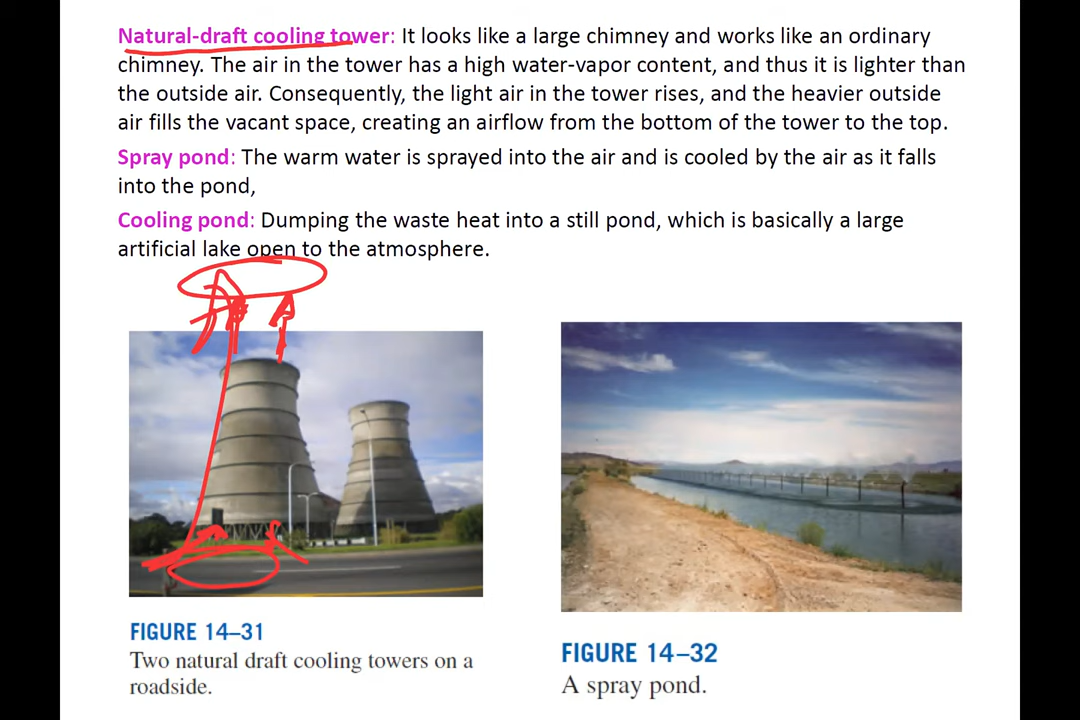 Natural-draft cooling tower: It looks like a large chimney and works like an ordinary
chimney. The air in the tower has a high water-vapor content, and thus it is lighter than
the outside air. Consequently, the light air in the tower rises, and the heavier outside
air fills the vacant space, creating an airflow from the bottom of the tower to the top.
Spray pond: The warm water is sprayed into the air and is cooled by the air as it falls
into the pond,
Cooling pond: Dumping the waste heat into a still pond, which is basically a large
artificial lake open to the atmosphere.
FIGURE 14–31
Two natural draft cooling towers on a
roadside.
FIGURE 14–32
A spray pond.